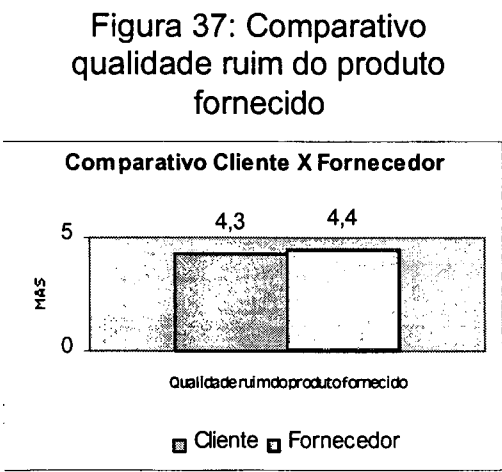 Figura 37: Comparativo
qualidade ruim do produto
fornecido
Comparativo Cliente X Fornecedor
4,3 4,4
5
MAS
0
Qualidade ruim do produto fornecido
Cliente Fornecedor